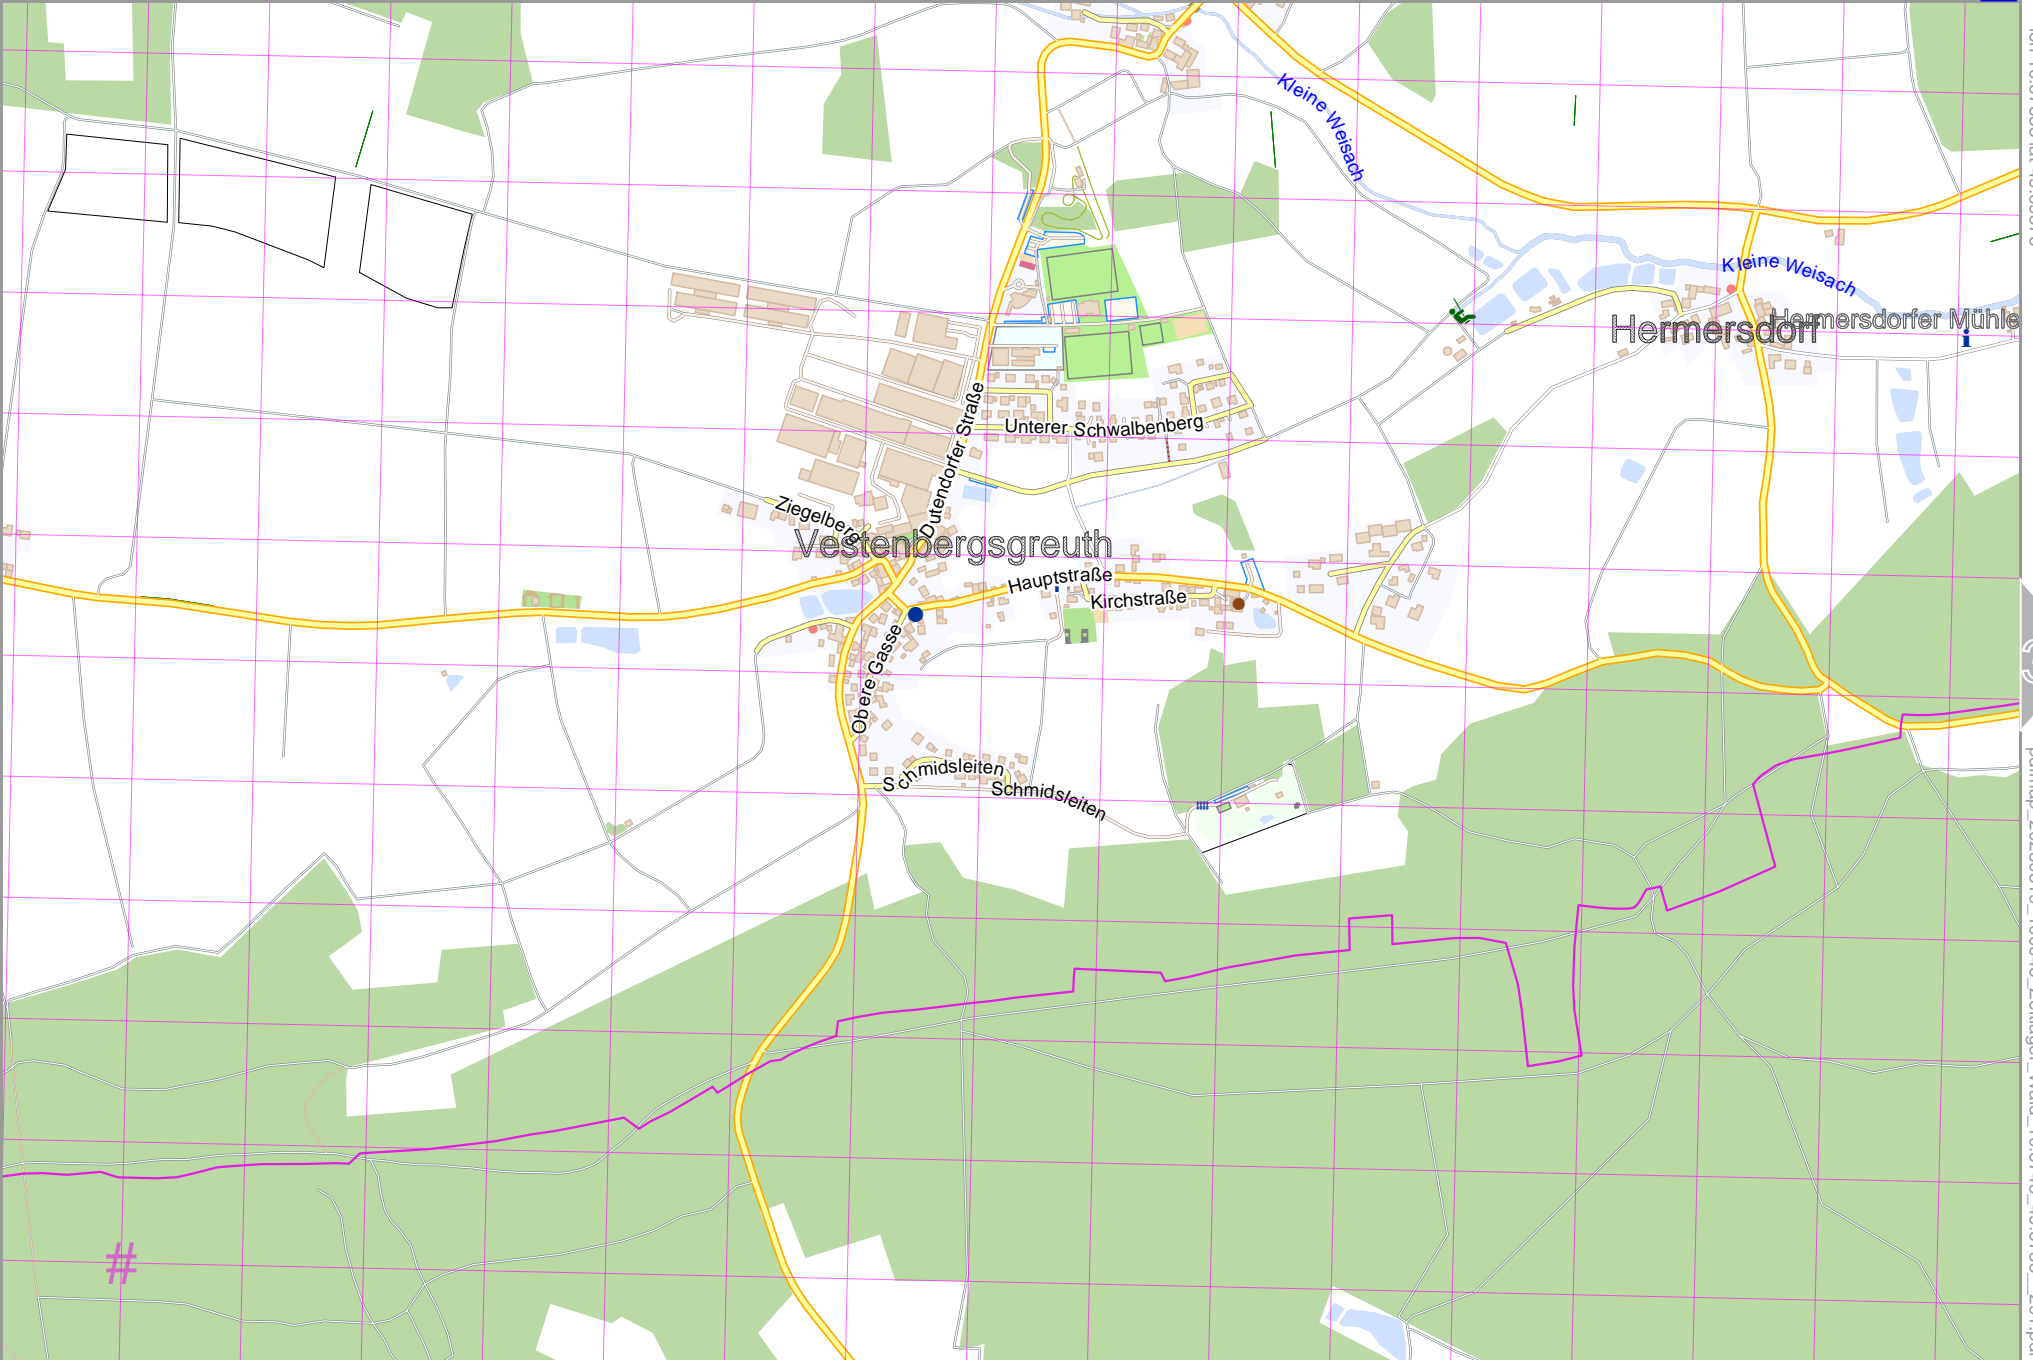 Kleine Weisach
Kleine Weisach
Hermersdorf
Hermersdorfer Mühle
i
Dutendorfer Straße
Unterer Schwalbenberg
Ziegelberg
Vestenbergsgreuth
Hauptstraße
Kirchstraße
Obere Gasse
Schmidsleiten
Schmidsleiten
#